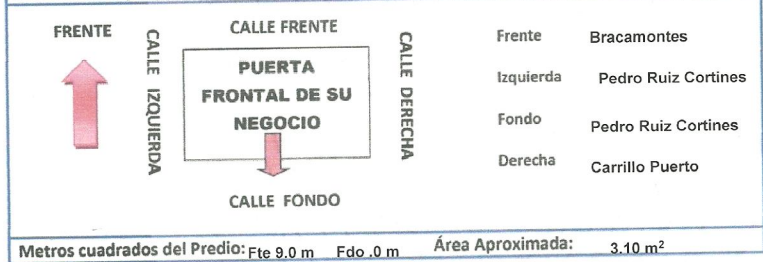 FRENTE
CALLE IZQUIERDA
CALLE FRENTE
PUERTA
FRONTAL DE SU
NEGOCIO
CALLE FONDO
CALLE DERECHA
Frente Bracamontes
Izquierda Pedro Ruiz Cortines
Fondo Pedro Ruiz Cortines
Derecha Carrillo Puerto
Metros cuadrados del Predio: Fte 9.0 m Fdo .0 m Área Aproximada: 3.10 m²